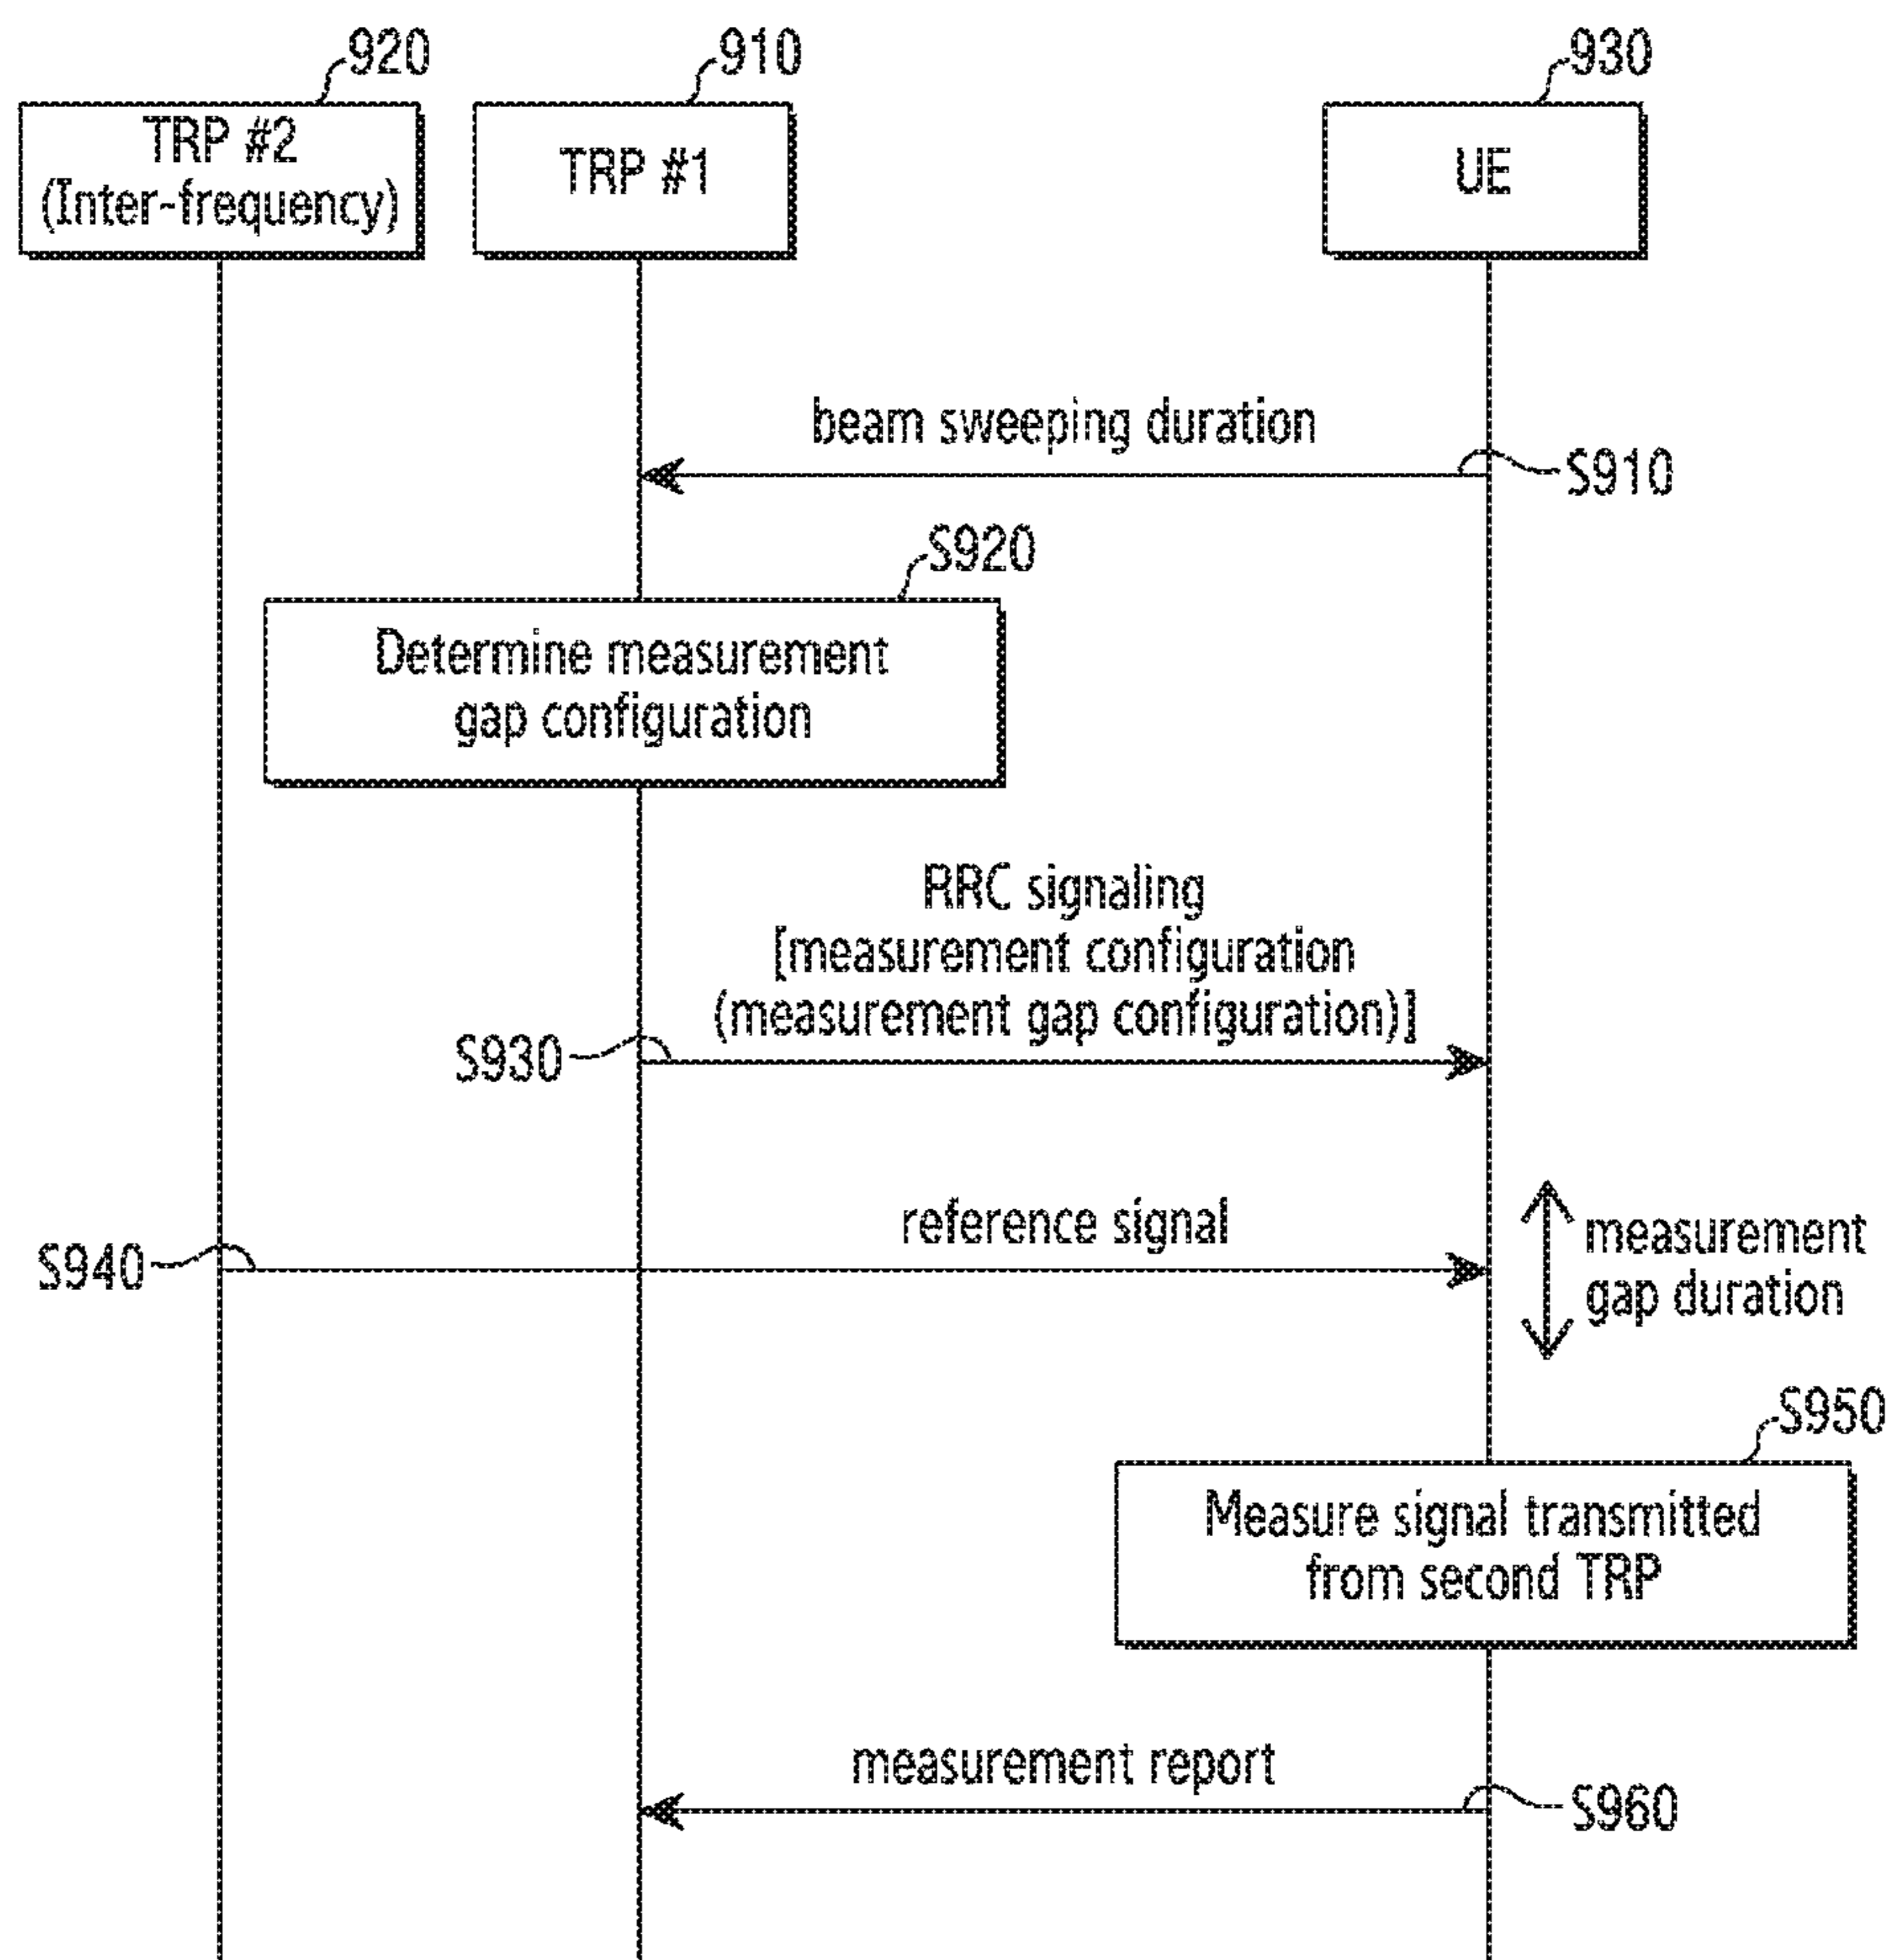 920
910
930
TRP #2
(Inter-frequency)
TRP #1
UE
beam sweeping duration
S910
S920
Determine measurement
gap configuration
RRC signaling
[measurement configuration
(measurement gap configuration)]
S930
reference signal
S940
measurement
gap duration
S950
Measure signal transmitted
from second TRP
measurement report
S960